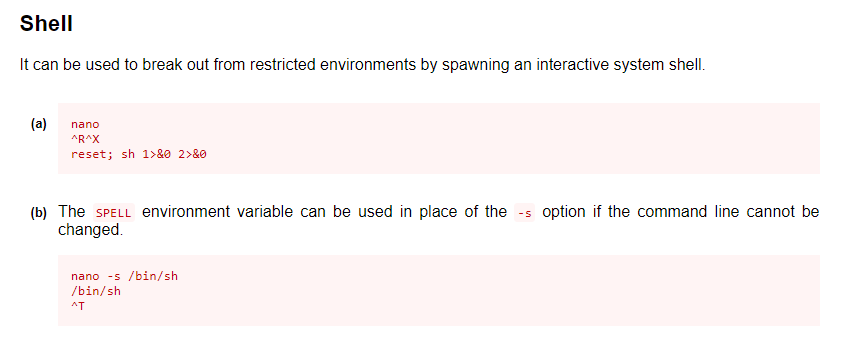 Shell
It can be used to break out from restricted environments by spawning an interactive system shell.
(a) nano
^R^X
reset; sh 1>&0 2>&0
(b) The SPELL environment variable can be used in place of the -s option if the command line cannot be
changed.
nano -s /bin/sh
/bin/sh
^T